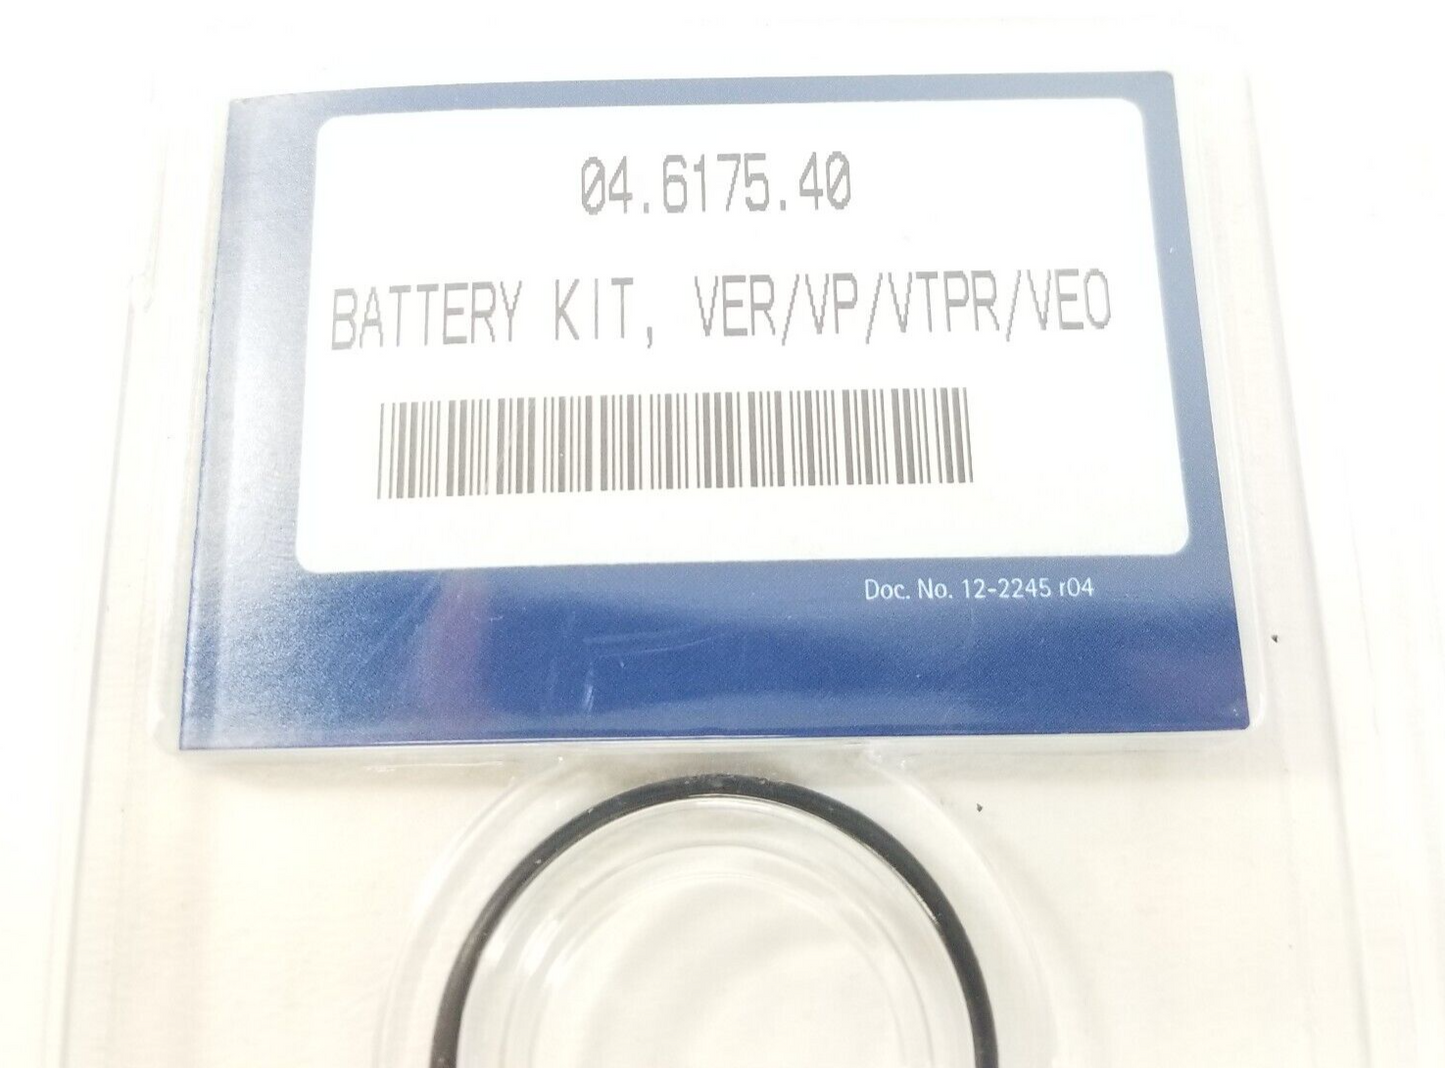 04.6175.40
BATTERY KIT, VER/VP/VTPR/VEO
Doc. No. 12-2245 r04